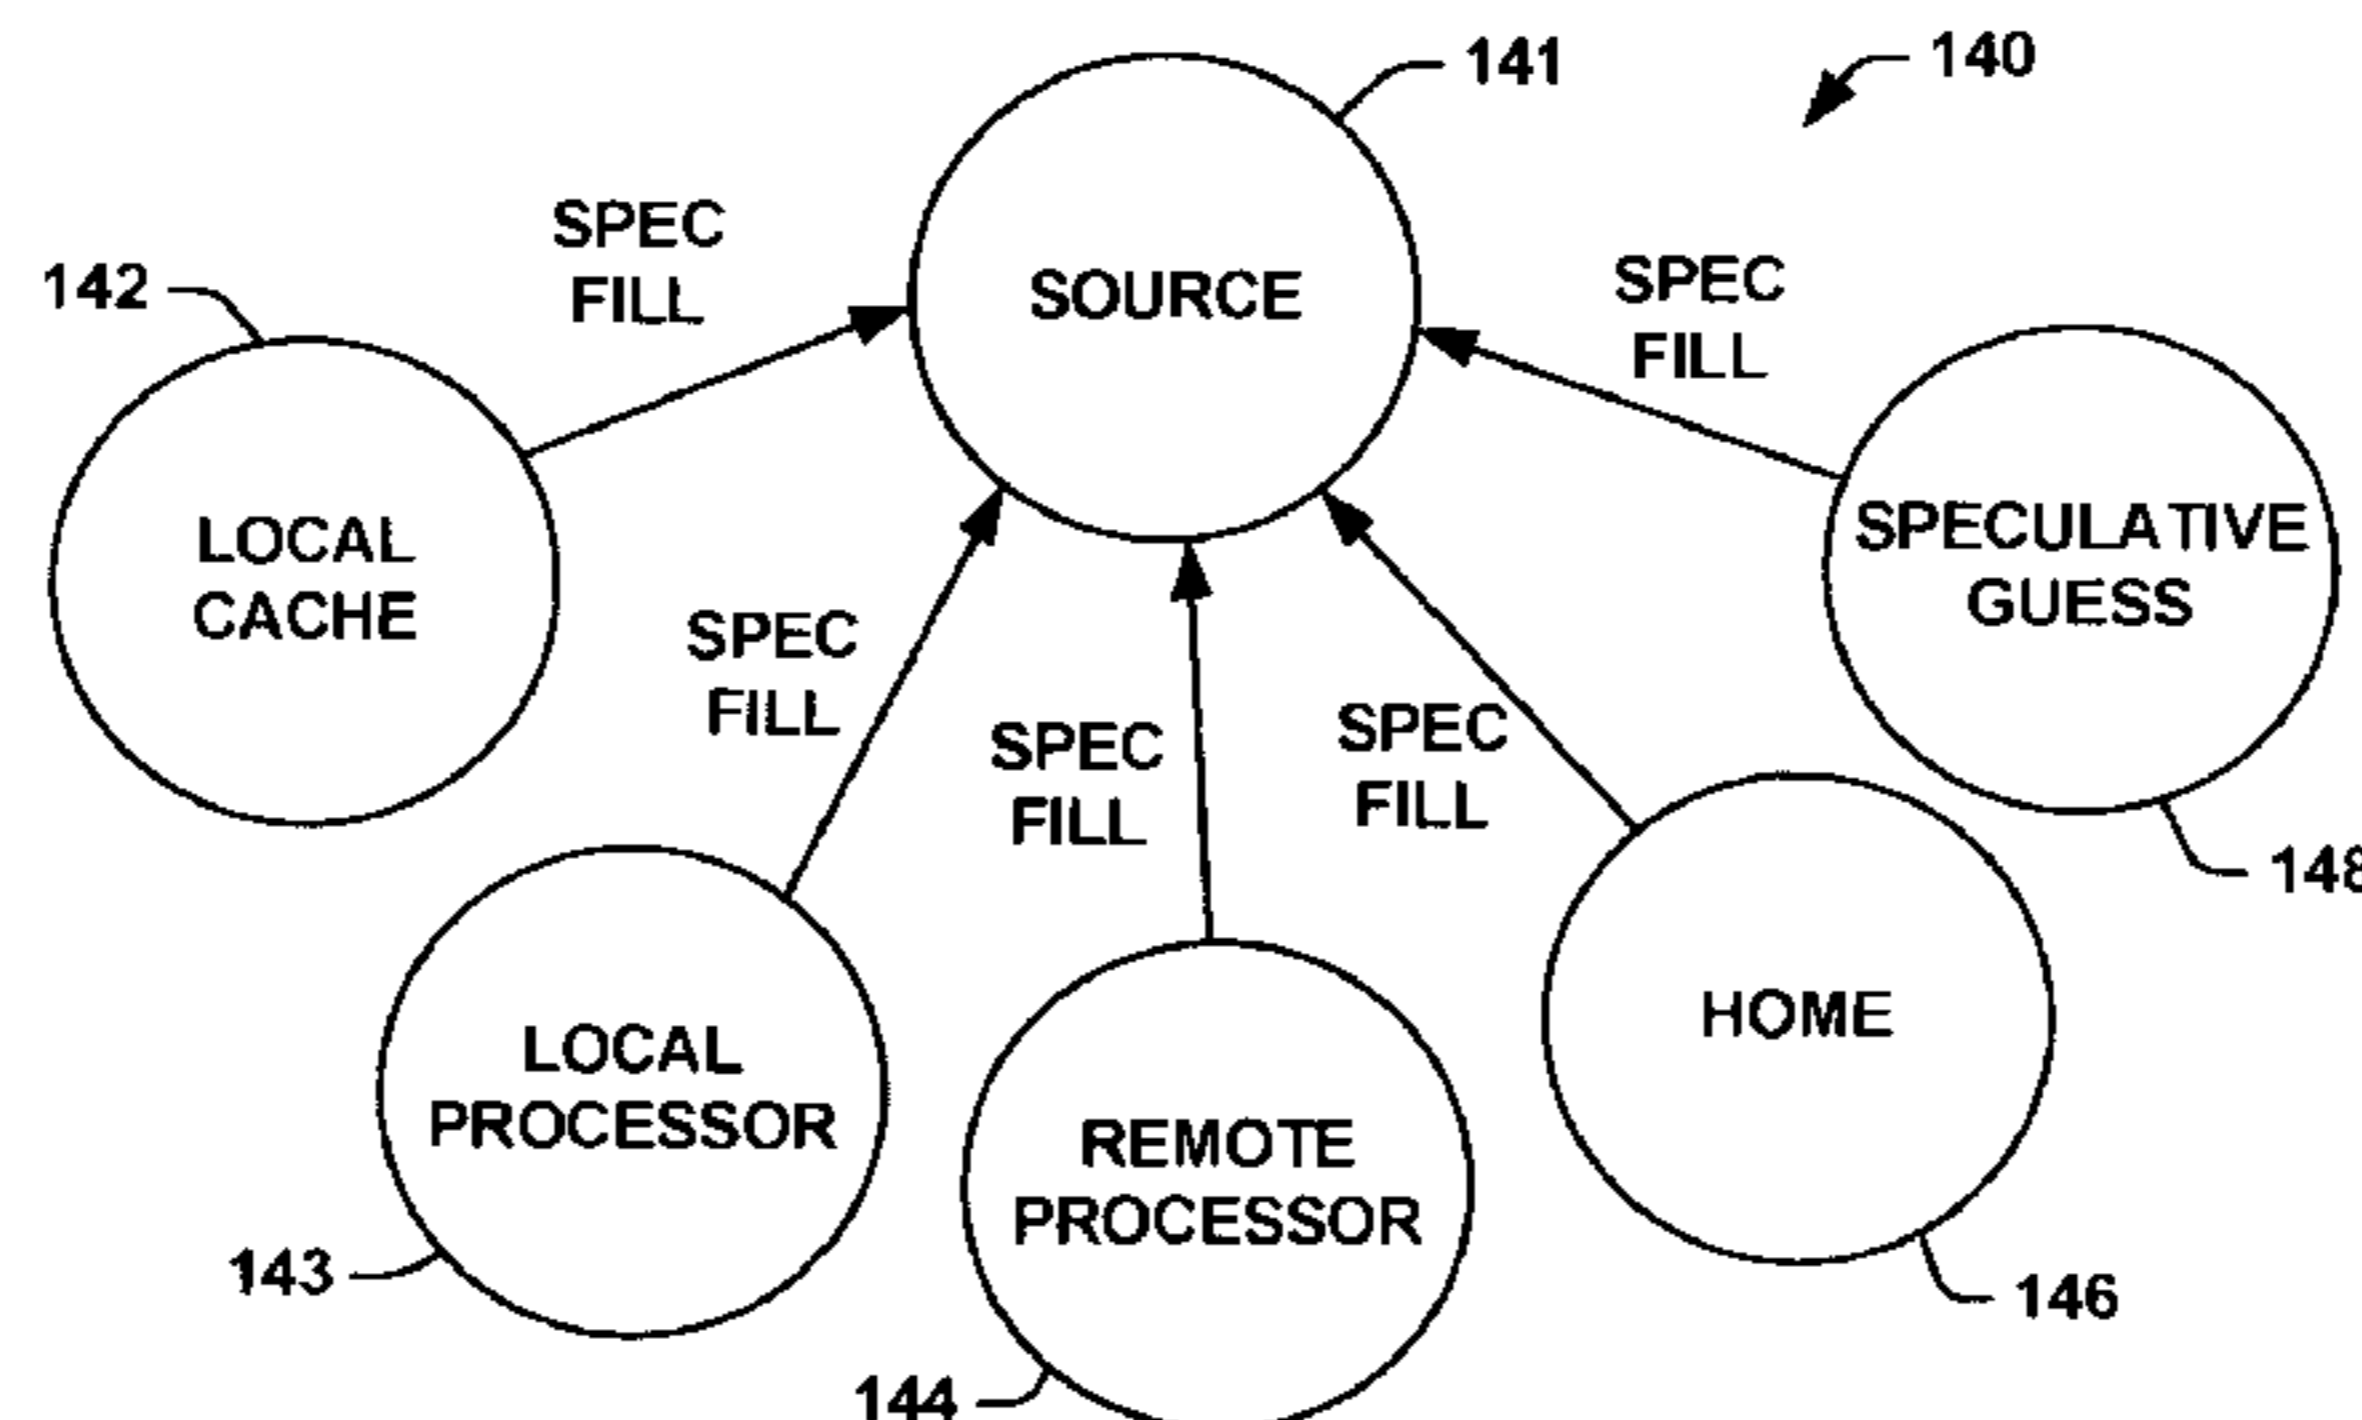 141
140
SPEC
FILL
142
SOURCE
SPEC
FILL
LOCAL
CACHE
SPECULATIVE
GUESS
SPEC
FILL
SPEC
FILL
SPEC
FILL
148
LOCAL
PROCESSOR
HOME
REMOTE
PROCESSOR
143
146
144